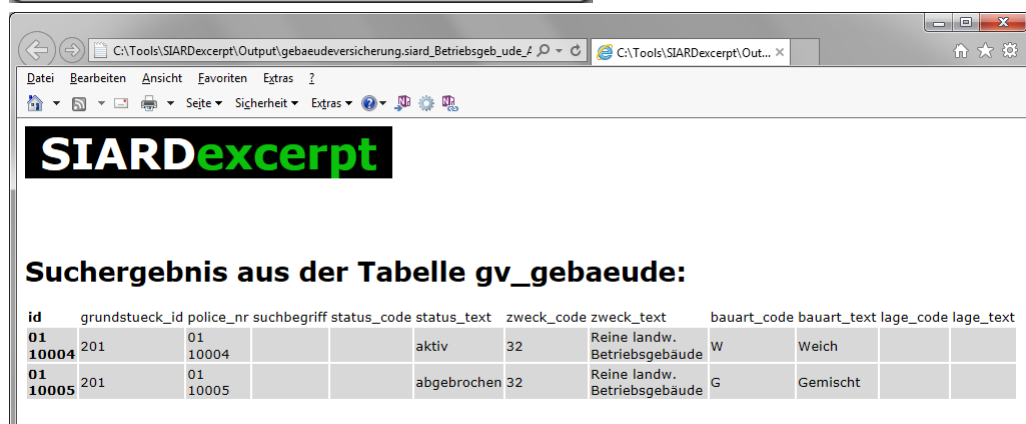 C:\Tools\SIARDexcerpt\Output\gebaeudeversicherung.siard_Betriebsgeb_ude_A
C:\Tools\SIARDexcerpt\Out...
Datei Bearbeiten Ansicht Favoriten Extras ?
Seite Sicherheit Extras
SIARDexcerpt
Suchergebnis aus der Tabelle gv_gebaeude:
id grundstueck_id police_nr suchbegriff status_code status_text zweck_code zweck_text bauart_code bauart_text lage_code lage_text
01 10004 201 01 10004 aktiv 32 Reine landw. Betriebsgebäude W Weich
01 10005 201 01 10005 abgebrochen 32 Reine landw. Betriebsgebäude G Gemischt